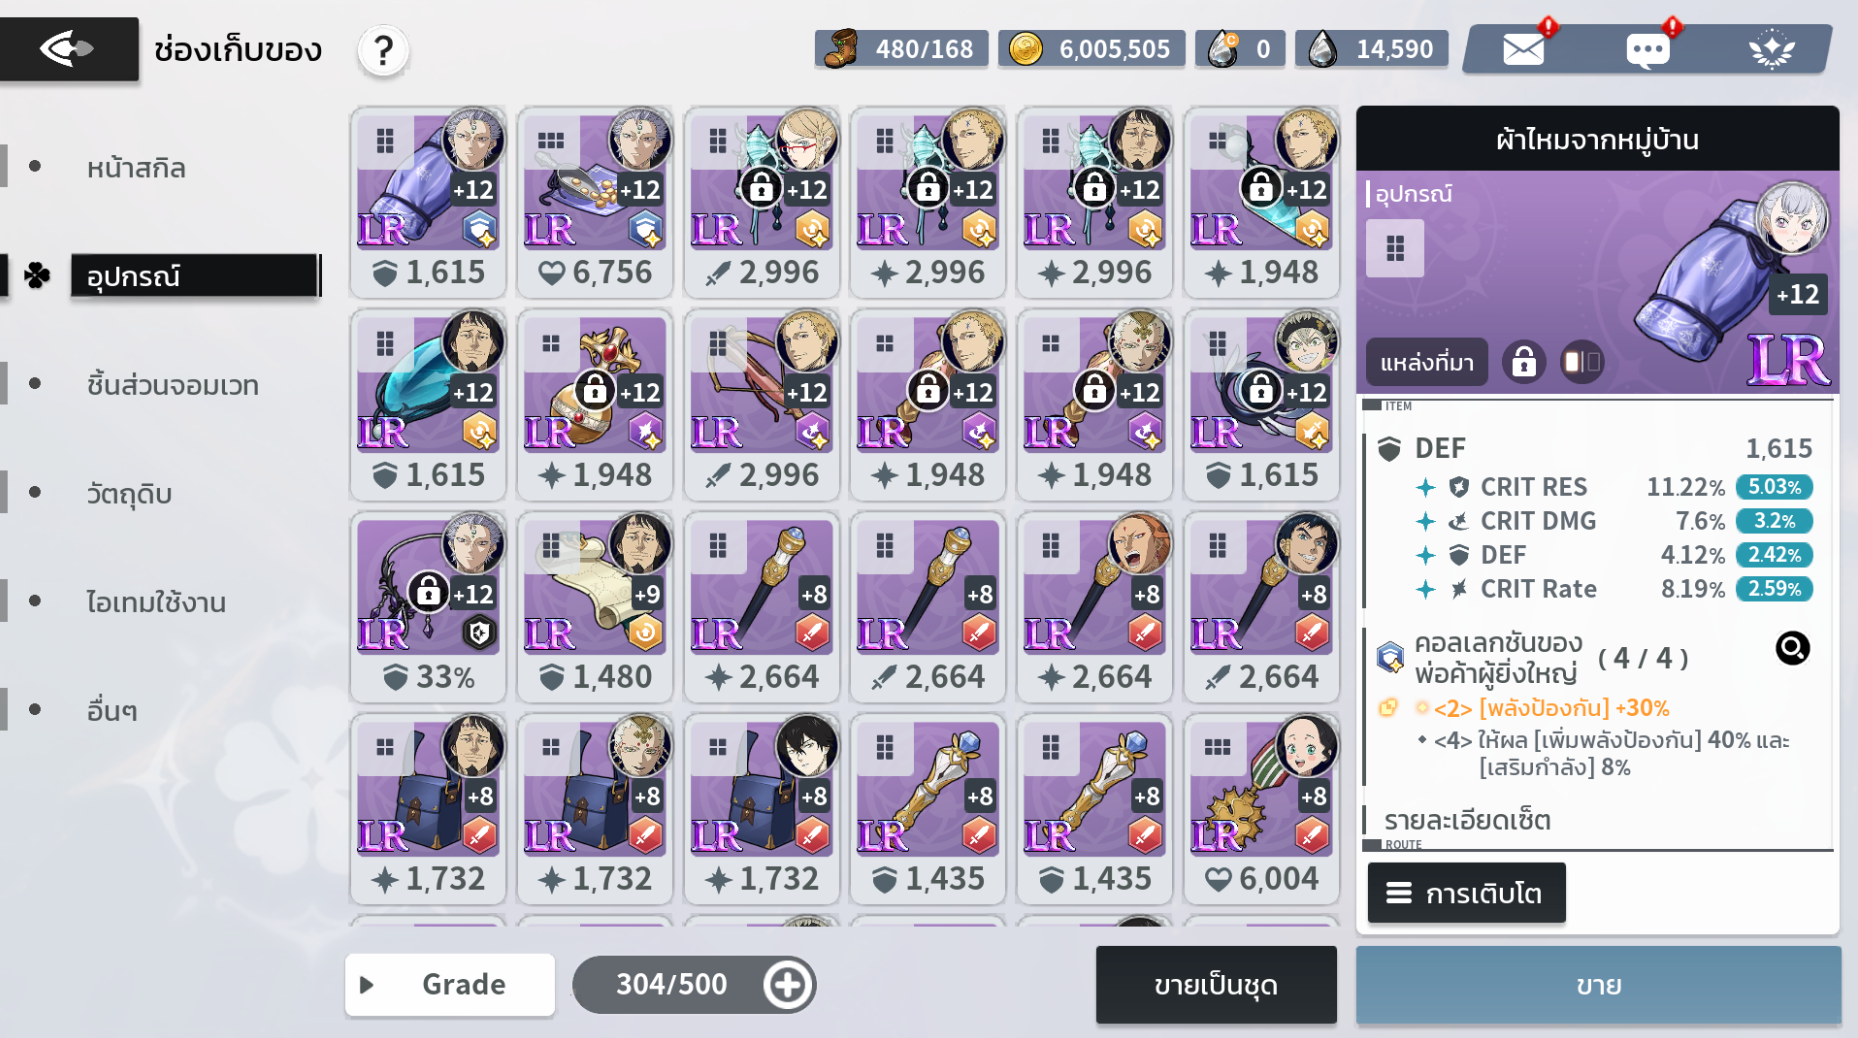 ช่องเก็บของ
?
480/168
6,005,505
0
14,590
หน้าสกิล
อุปกรณ์
ชิ้นส่วนจอมเวท
วัตถุดิบ
ไอเทมใช้งาน
อื่นๆ
+12 +12 +12 +12 +12 +12
LR LR LR LR LR LR
1,615 6,756 2,996 2,996 2,996 1,948
+12 +12 +12 +12 +12 +12
LR LR LR LR LR LR
1,615 1,948 2,996 1,948 1,948 1,615
+12 +9 +8 +8 +8 +8
LR LR LR LR LR LR
33% 1,480 2,664 2,664 2,664 2,664
+8 +8 +8 +8 +8 +8
LR LR LR LR LR LR
1,732 1,732 1,732 1,435 1,435 6,004
Grade
304/500
ขายเป็นชุด
ผ้าไหมจากหมู่บ้าน
อุปกรณ์
+12
แหล่งที่มา
LR
ITEM
DEF 1,615
CRIT RES 11.22% 5.03%
CRIT DMG 7.6% 3.2%
DEF 4.12% 2.42%
CRIT Rate 8.19% 2.59%
คอลเลกชันของ
พ่อค้าผู้ยิ่งใหญ่ ( 4 / 4 )
<2> [พลังป้องกัน] +30%
<4> ให้ผล [เพิ่มพลังป้องกัน] 40% และ
[เสริมกำลัง] 8%
รายละเอียดเซ็ต
ROUTE
การเติบโต
ขาย